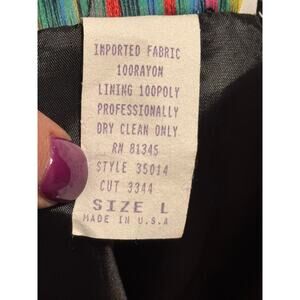 IMPORTED FABRIC
100RAYON
LINING 100POLY
PROFESSIONALLY
DRY CLEAN ONLY
RN 81345
STYLE 35014
CUT 3344
SIZE L
MADE IN U.S.A